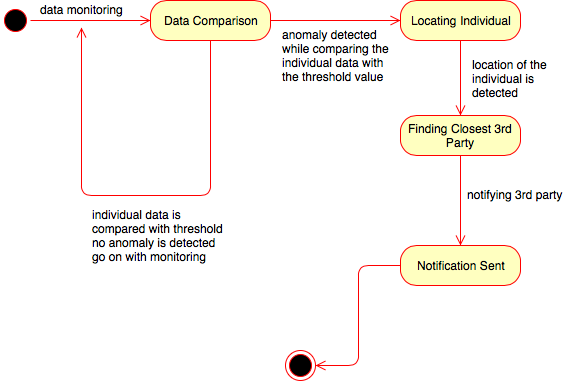 data monitoring
Data Comparison
anomaly detected
while comparing the
individual data with
the threshold value
Locating Individual
location of the
individual is
detected
Finding Closest 3rd
Party
notifying 3rd party
individual data is
compared with threshold
no anomaly is detected
go on with monitoring
Notification Sent